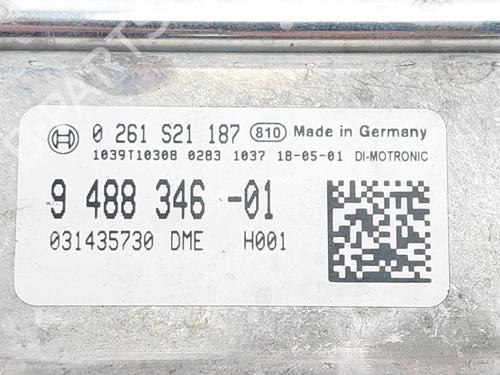 0 261 S21 187 810 Made in Germany
1039T10308 0283 1037 18-05-01 DI-MOTRONIC
9 488 346 -01
031435730 DME H001